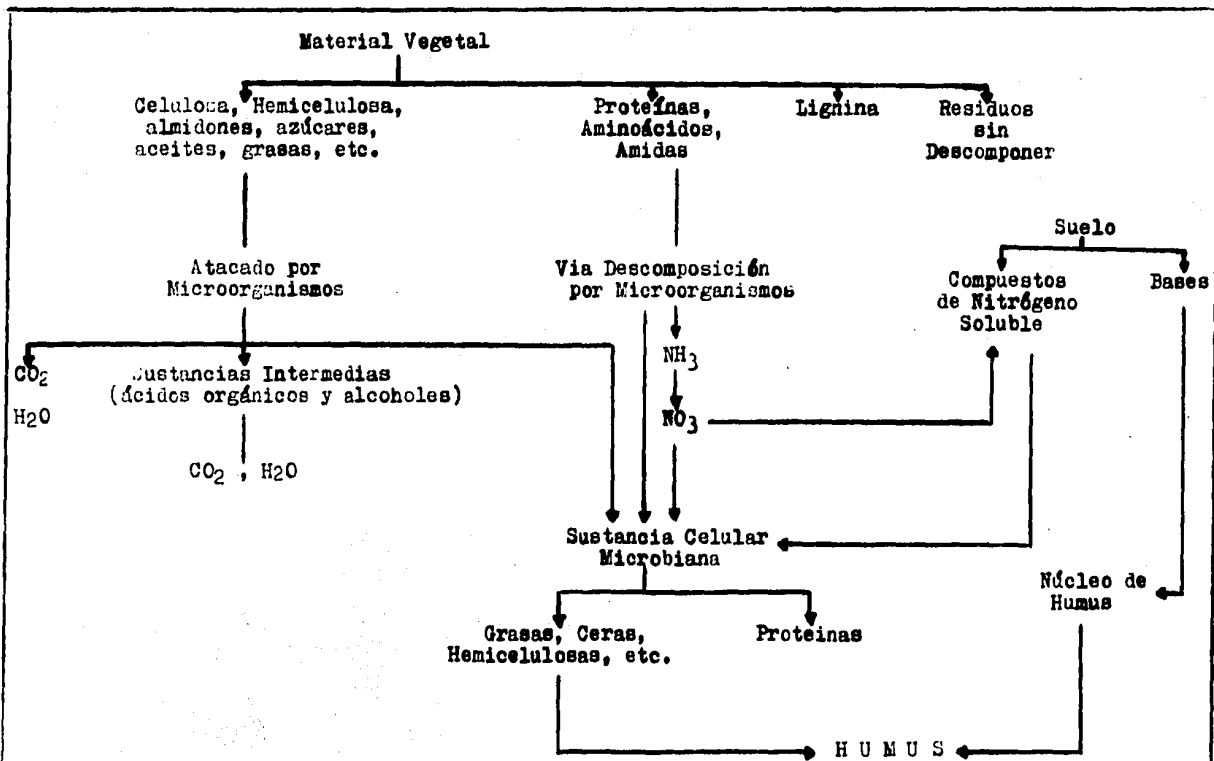 Material Vegetal
Celulosa, Hemicelulosa,
almidones, azúcares,
aceites, grasas, etc.
Proteínas,
Aminoácidos,
Amidas
Lignina
Residuos
sin
Descomponer
Suelo
Atacado por
Microorganismos
Via Descomposición
por Microorganismos
Compuestos
de Nitrógeno
Soluble
Bases
CO2
H2O
Sustancias Intermedias
(ácidos orgánicos y alcoholes)
NH3
NO3
CO2 , H2O
Sustancia Celular
Microbiana
Núcleo de
Humus
Grasas, Ceras,
Hemicelulosas, etc.
Proteinas
H U M U S